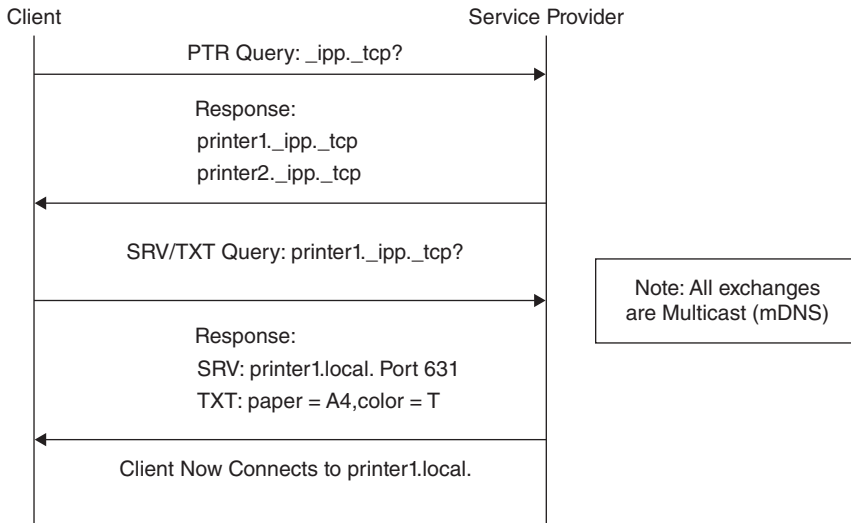 Client
Service Provider
PTR Query: _ipp._tcp?
Response:
printer1._ipp._tcp
printer2._ipp._tcp
SRV/TXT Query: printer1._ipp._tcp?
Note: All exchanges
are Multicast (mDNS)
Response:
SRV: printer1.local. Port 631
TXT: paper = A4,color = T
Client Now Connects to printer1.local.